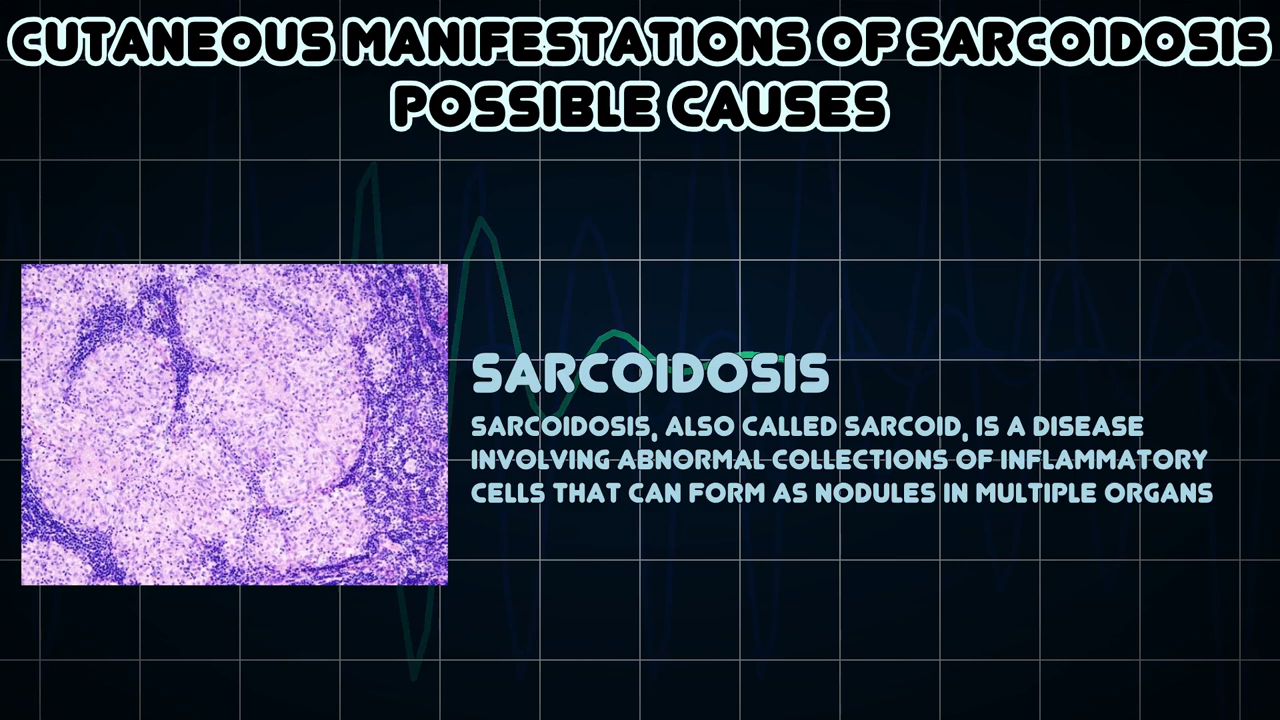 CUTANEOUS MANIFESTATIONS OF SARCOIDOSIS
POSSIBLE CAUSES
SARCOIDOSIS
SARCOIDOSIS, ALSO CALLED SARCOID, IS A DISEASE
INVOLVING ABNORMAL COLLECTIONS OF INFLAMMATORY
CELLS THAT CAN FORM AS NODULES IN MULTIPLE ORGANS